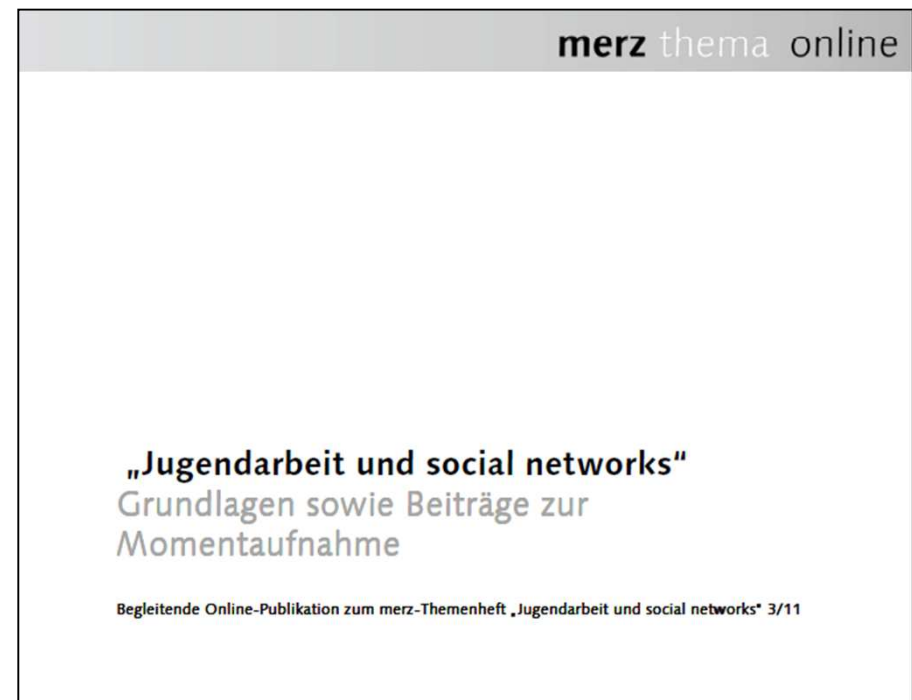 merz thema online
„Jugendarbeit und social networks“
Grundlagen sowie Beiträge zur
Momentaufnahme
Begleitende Online-Publikation zum merz-Themenheft „Jugendarbeit und social networks“ 3/11